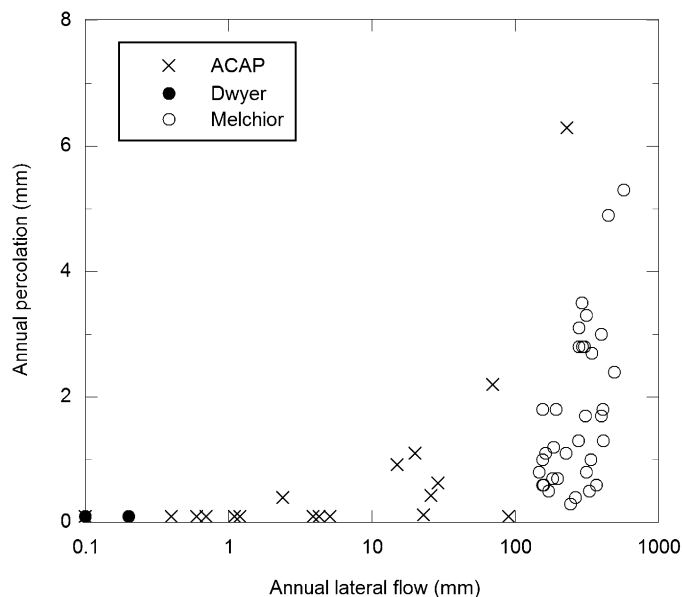 8
6
4
2
0
Annual percolation (mm)
ACAP
Dwyer
Melchior
0.1 1 10 100 1000
Annual lateral flow (mm)